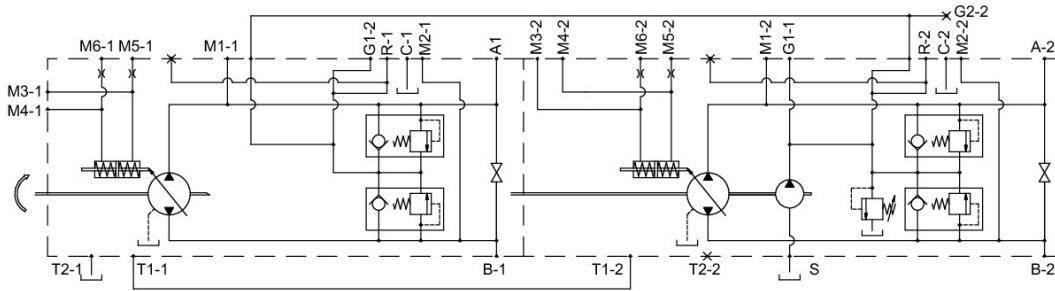 G2-2
M6-1 M5-1 M1-1 G1-2 R-1 C-1 M2-1 A1 M3-2 M4-2 M6-2 M5-2 M1-2 G1-1 R-2 C-2 M2-2 A-2
M3-1
M4-1
T2-1 T1-1 B-1 T1-2 T2-2 S B-2